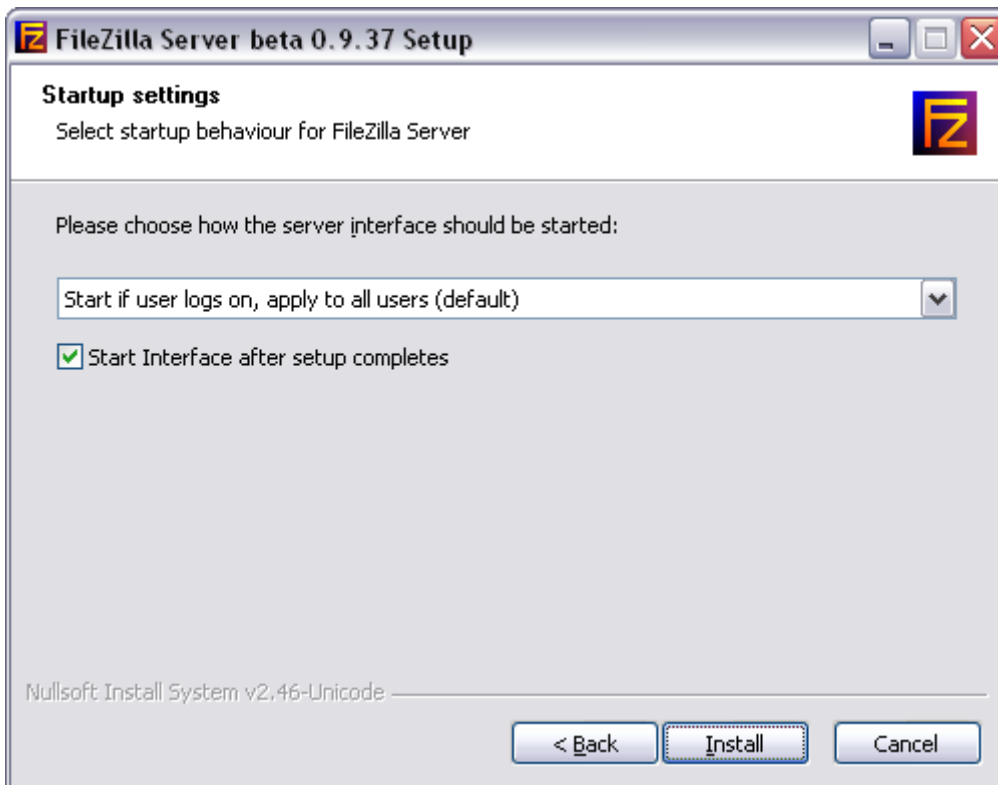 FileZilla Server beta 0.9.37 Setup
Startup settings
Select startup behaviour for FileZilla Server
Please choose how the server interface should be started:
Start if user logs on, apply to all users (default)
Start Interface after setup completes
Nullsoft Install System v2.46-Unicode
< Back Install Cancel